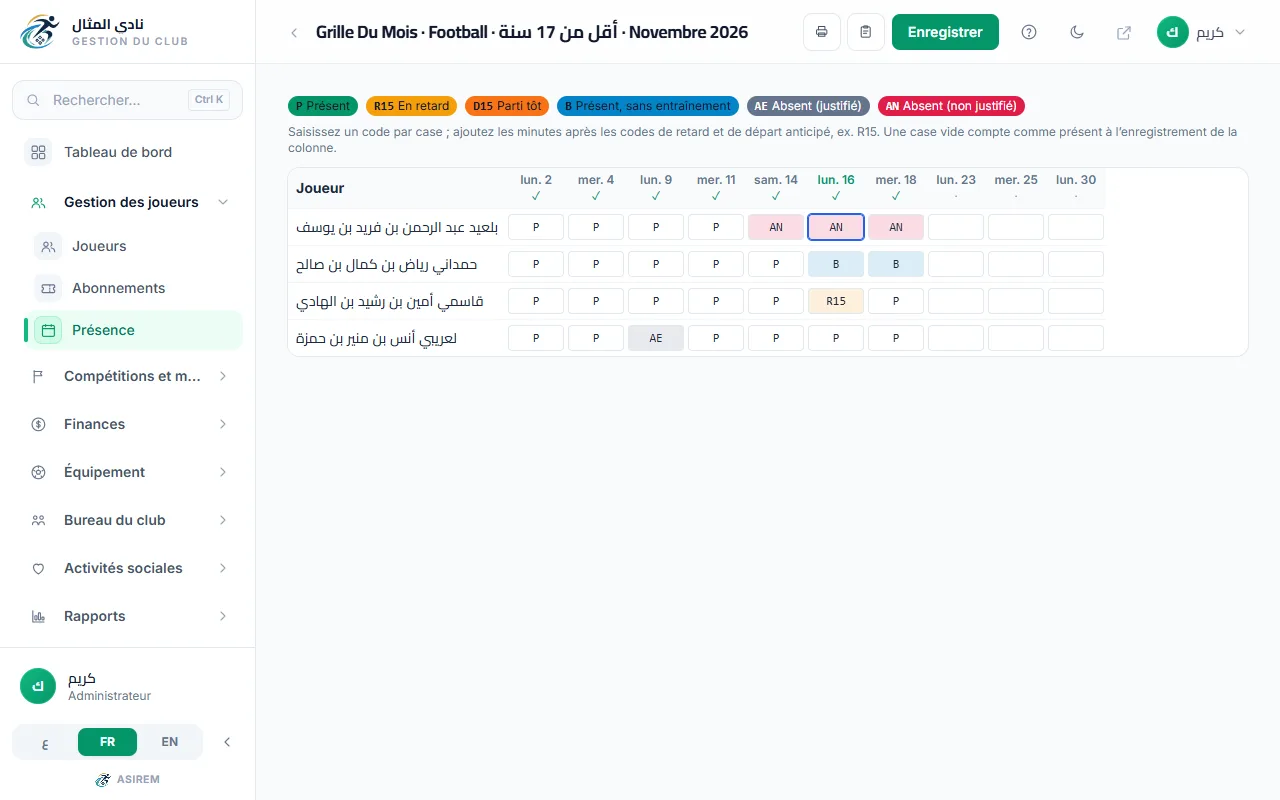 نادي المثال
GESTION DU CLUB
Rechercher...
Ctrl K
Tableau de bord
Gestion des joueurs
Joueurs
Abonnements
Présence
Compétitions et m...
Finances
Équipement
Bureau du club
Activités sociales
Rapports
كريم
Administrateur
ع
FR
EN
ASIREM
Grille Du Mois · Football · أقل من 17 سنة · Novembre 2026
Enregistrer
ك
كريم
P Présent
R15 En retard
D15 Parti tôt
B Présent, sans entraînement
AE Absent (justifié)
AN Absent (non justifié)
Saisissez un code par case ; ajoutez les minutes après les codes de retard et de départ anticipé, ex. R15. Une case vide compte comme présent à l'enregistrement de la
colonne.
Joueur lun. 2 mer. 4 lun. 9 mer. 11 sam. 14 lun. 16 mer. 18 lun. 23 mer. 25 lun. 30
✓ ✓ ✓ ✓ ✓ ✓ ✓ · · ·
بلعيد عبد الرحمن بن فريد بن يوسف P P P P AN AN AN
حمداني رياض بن كمال بن صالح P P P P P B B
قاسمي أمين بن رشيد بن الهادي P P P P P R15 P
لعريبي أنس بن منير بن حمزة P P AE P P P P